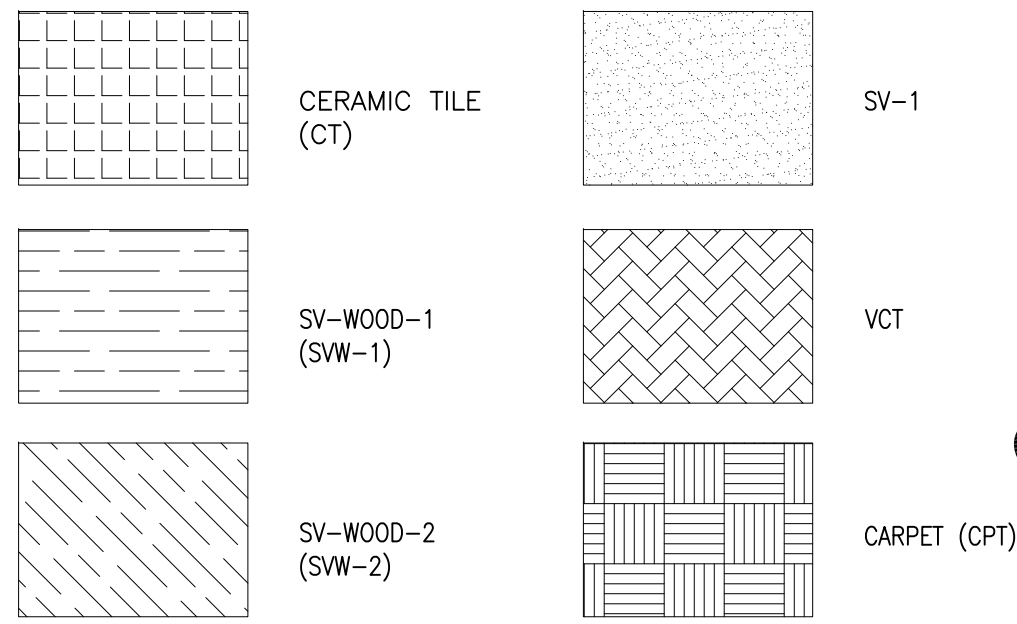 CERAMIC TILE
(CT)
SV-1
SV-WOOD-1
(SVW-1)
VCT
SV-WOOD-2
(SVW-2)
CARPET (CPT)